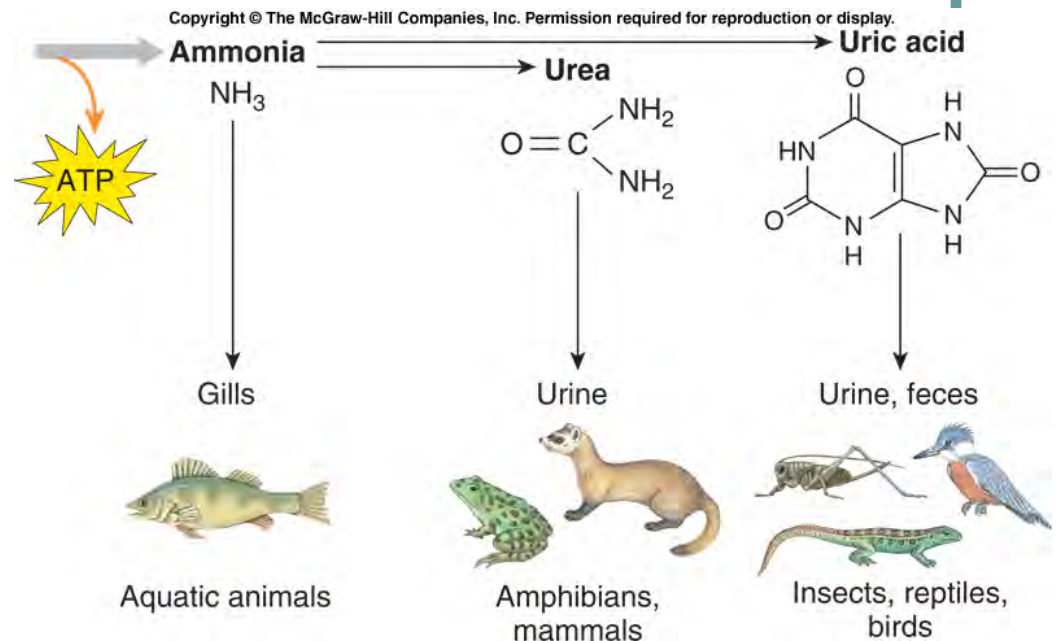 Copyright © The McGraw-Hill Companies, Inc. Permission required for reproduction or display.
Ammonia
NH3
ATP
Urea
O=C
NH2
NH2
Uric acid
O
H
N
HN
O
O
N
H
N
H
Gills
Urine
Urine, feces
Aquatic animals
Amphibians,
mammals
Insects, reptiles,
birds